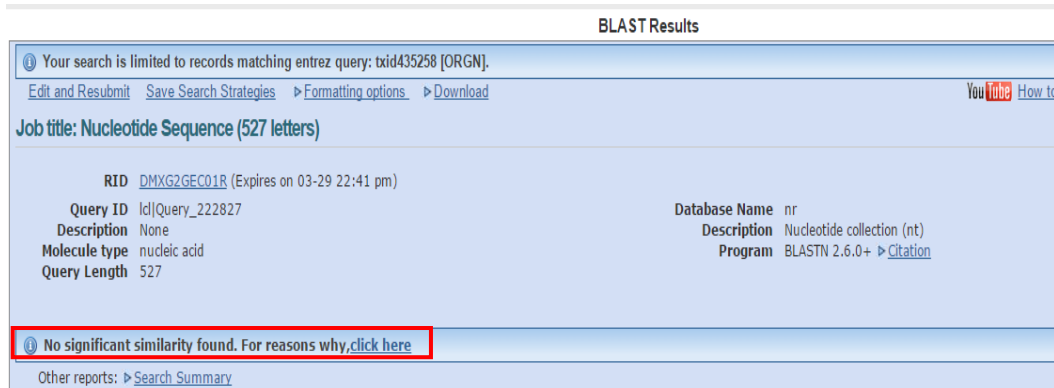 BLAST Results
Your search is limited to records matching entrez query: txid435258 [ORGN].
Edit and Resubmit Save Search Strategies Formatting options Download YouTube How to
Job title: Nucleotide Sequence (527 letters)
RID DMXG2GEC01R (Expires on 03-29 22:41 pm)
Query ID lcl|Query_222827 Database Name nr
Description None Description Nucleotide collection (nt)
Molecule type nucleic acid Program BLASTN 2.6.0+ Citation
Query Length 527
No significant similarity found. For reasons why,click here
Other reports: Search Summary